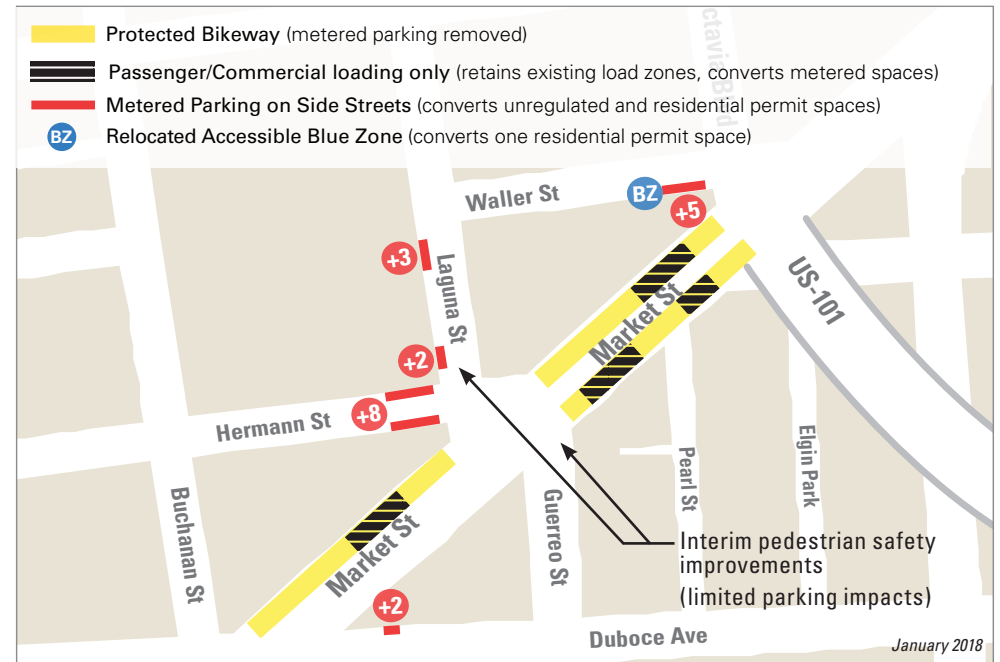 Protected Bikeway (metered parking removed)
Passenger/Commercial loading only (retains existing load zones, converts metered spaces)
Metered Parking on Side Streets (converts unregulated and residential permit spaces)
BZ Relocated Accessible Blue Zone (converts one residential permit space)
ctavia Blvd
Waller St
BZ
+5
+3
Laguna St
US-101
Market St
+2
+8
Hermann St
Buchanan St
Market St
Guerreo St
Pearl St
Elgin Park
Interim pedestrian safety
improvements
(limited parking impacts)
+2
Duboce Ave
January 2018